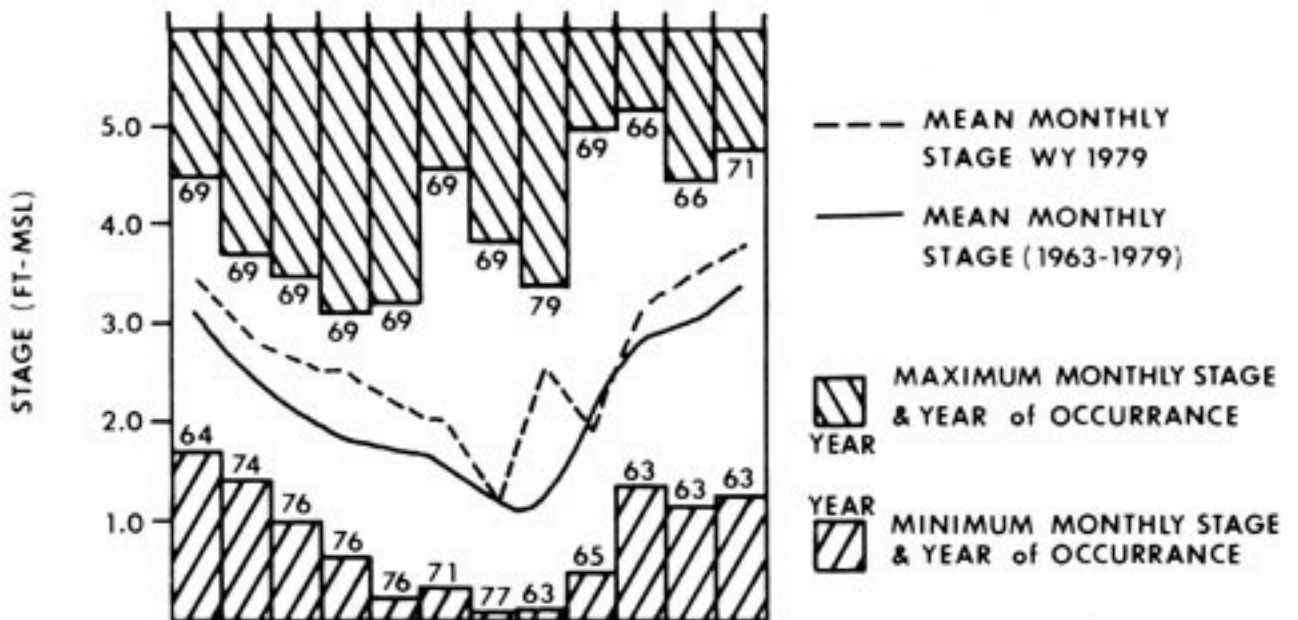 STAGE (FT-MSL)
5.0
4.0
3.0
2.0
1.0
69
69
69
69
69
69
69
79
69
66
66
71
64
74
76
76
76
71
77
63
65
63
63
63
MEAN MONTHLY
STAGE WY 1979
MEAN MONTHLY
STAGE (1963-1979)
MAXIMUM MONTHLY STAGE
& YEAR of OCCURRANCE
YEAR
YEAR
MINIMUM MONTHLY STAGE
& YEAR of OCCURRANCE